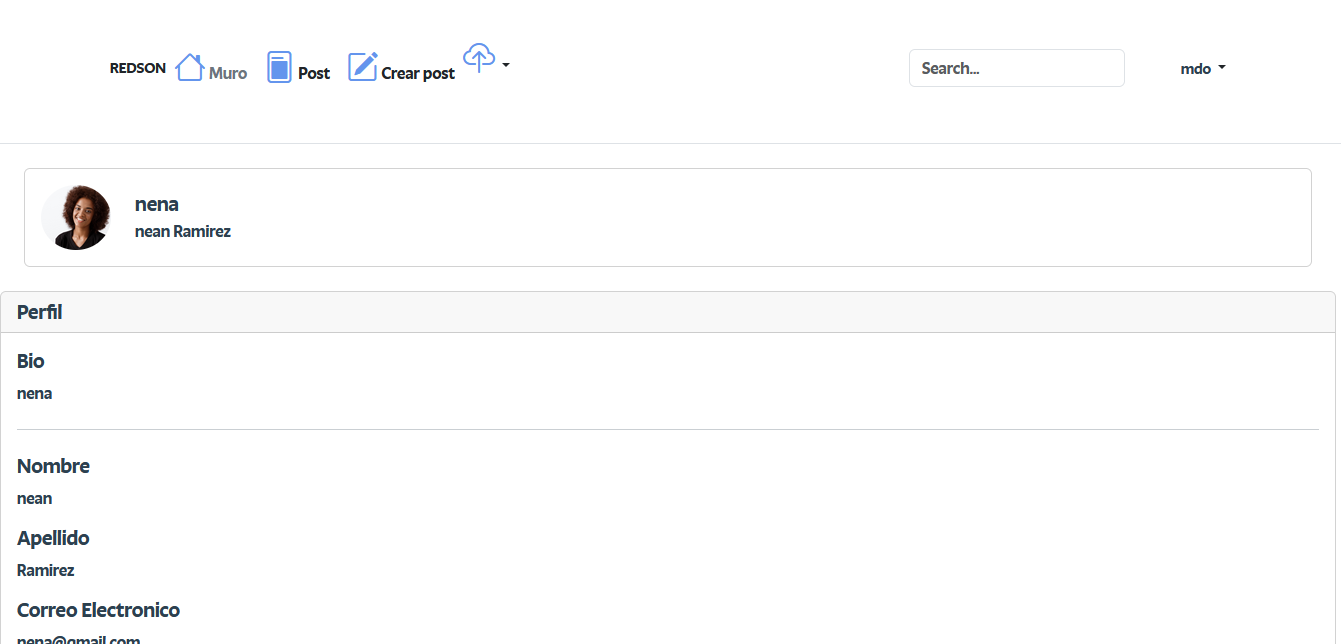 REDSON Muro Post Crear post Search... mdo
nena
nean Ramirez
Perfil
Bio
nena
Nombre
nean
Apellido
Ramirez
Correo Electronico
nena@gmail.com